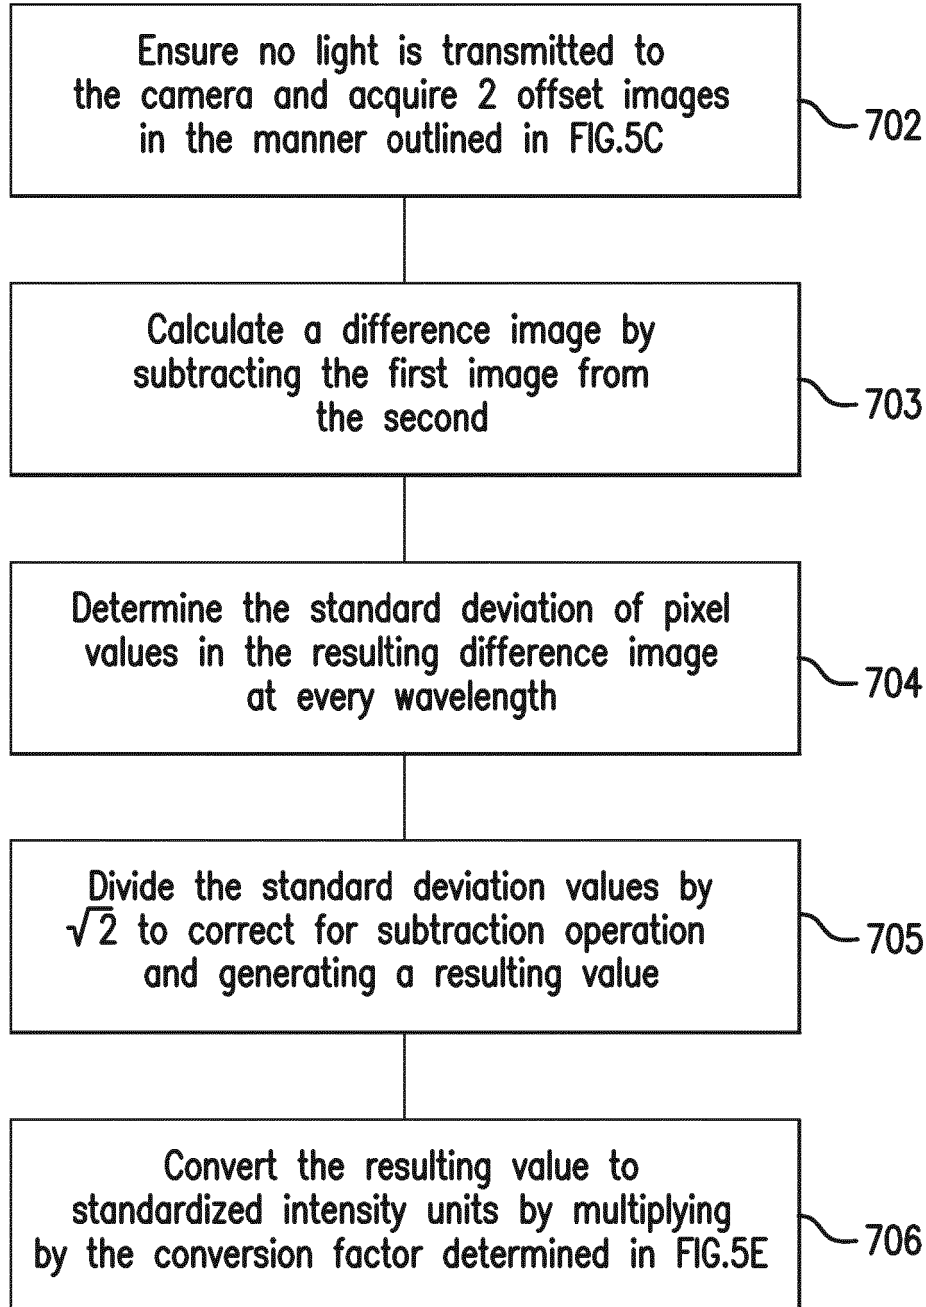 Ensure no light is transmitted to
the camera and acquire 2 offset images
in the manner outlined in FIG.5C
702
Calculate a difference image by
subtracting the first image from
the second
703
Determine the standard deviation of pixel
values in the resulting difference image
at every wavelength
704
Divide the standard deviation values by
√2 to correct for subtraction operation
and generating a resulting value
705
Convert the resulting value to
standardized intensity units by multiplying
by the conversion factor determined in FIG.5E
706